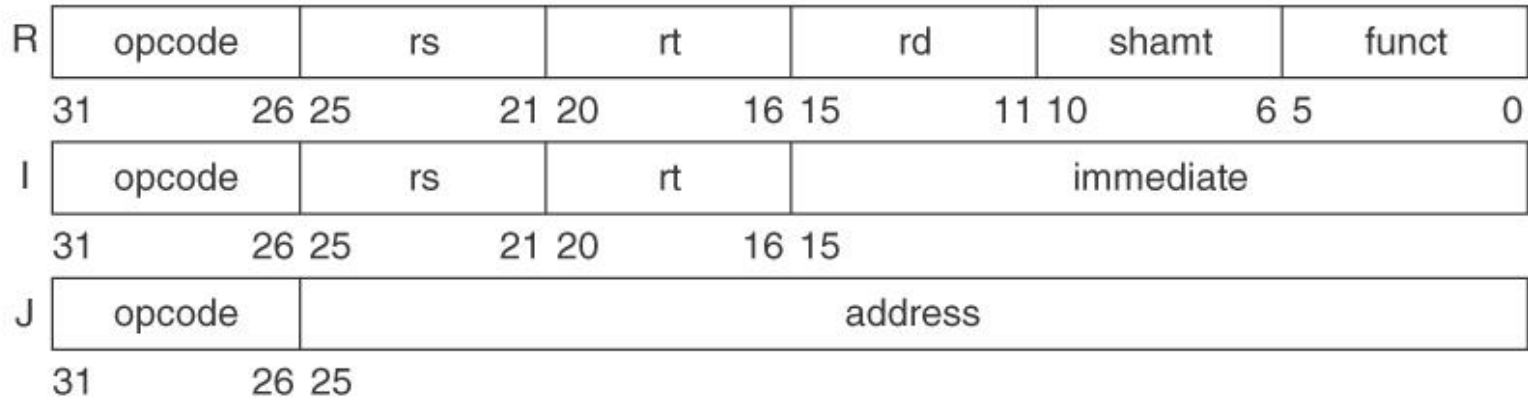 R opcode rs rt rd shamt funct
31 26 25 21 20 16 15 11 10 6 5 0
I opcode rs rt immediate
31 26 25 21 20 16 15
J opcode address
31 26 25